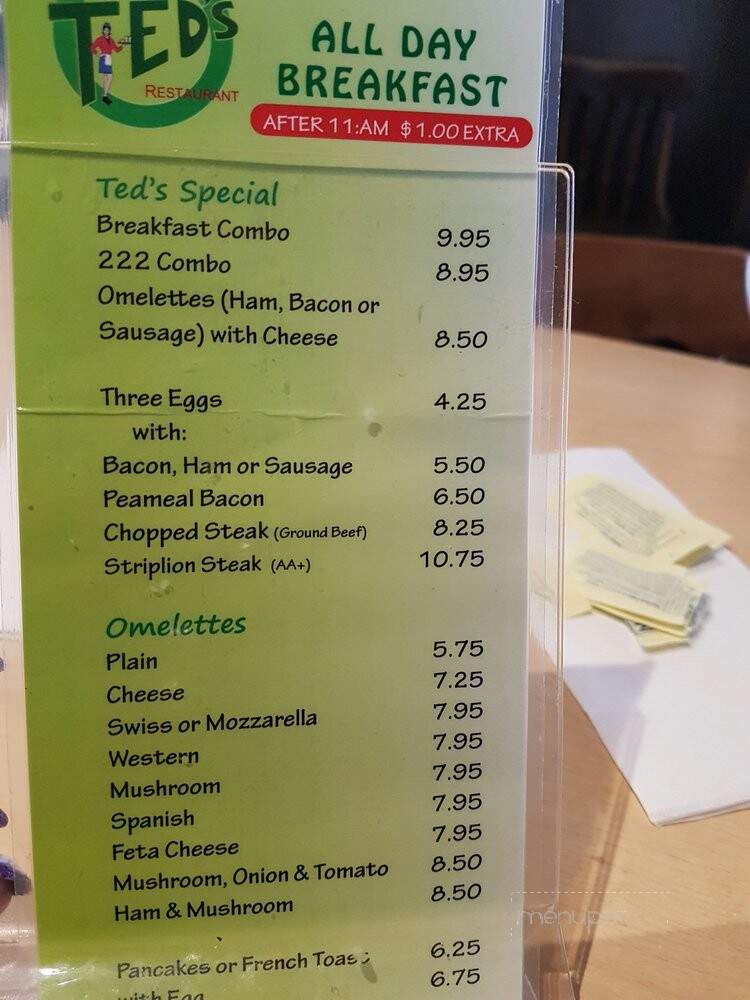 TED'S
RESTAURANT
ALL DAY
BREAKFAST
AFTER 11:AM $1.00 EXTRA
Ted's Special
Breakfast Combo 9.95
222 Combo 8.95
Omelettes (Ham, Bacon or
Sausage) with Cheese 8.50
Three Eggs 4.25
with:
Bacon, Ham or Sausage 5.50
Peameal Bacon 6.50
Chopped Steak (Ground Beef) 8.25
Striplion Steak (AA+) 10.75
Omelettes
Plain 5.75
Cheese 7.25
Swiss or Mozzarella 7.95
Western 7.95
Mushroom 7.95
Spanish 7.95
Feta Cheese 7.95
Mushroom, Onion & Tomato 8.50
Ham & Mushroom 8.50
Pancakes or French Toast 6.25
with Egg 6.75